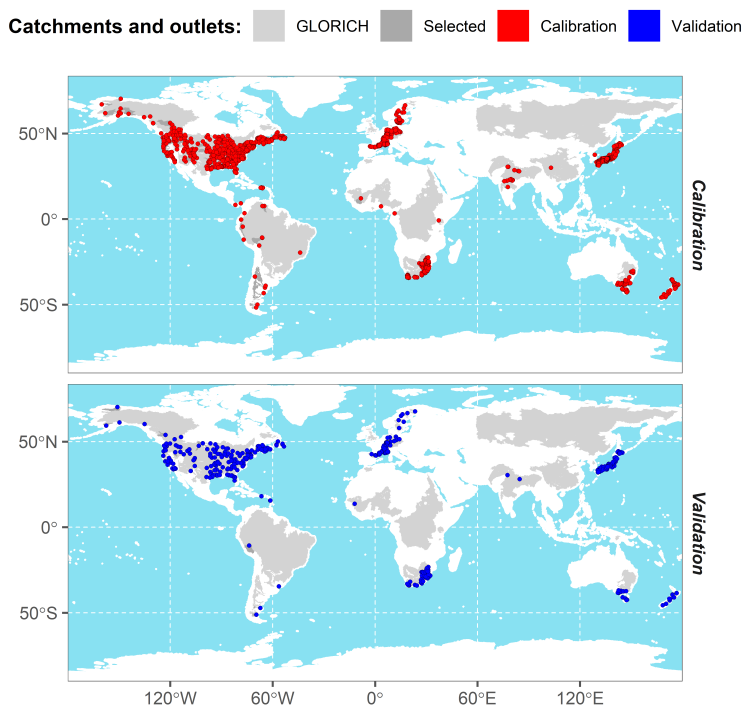 Catchments and outlets: GLORICH Selected Calibration Validation
50°N
0°
50°S
Calibration
50°N
0°
50°S
Validation
120°W 60°W 0° 60°E 120°E